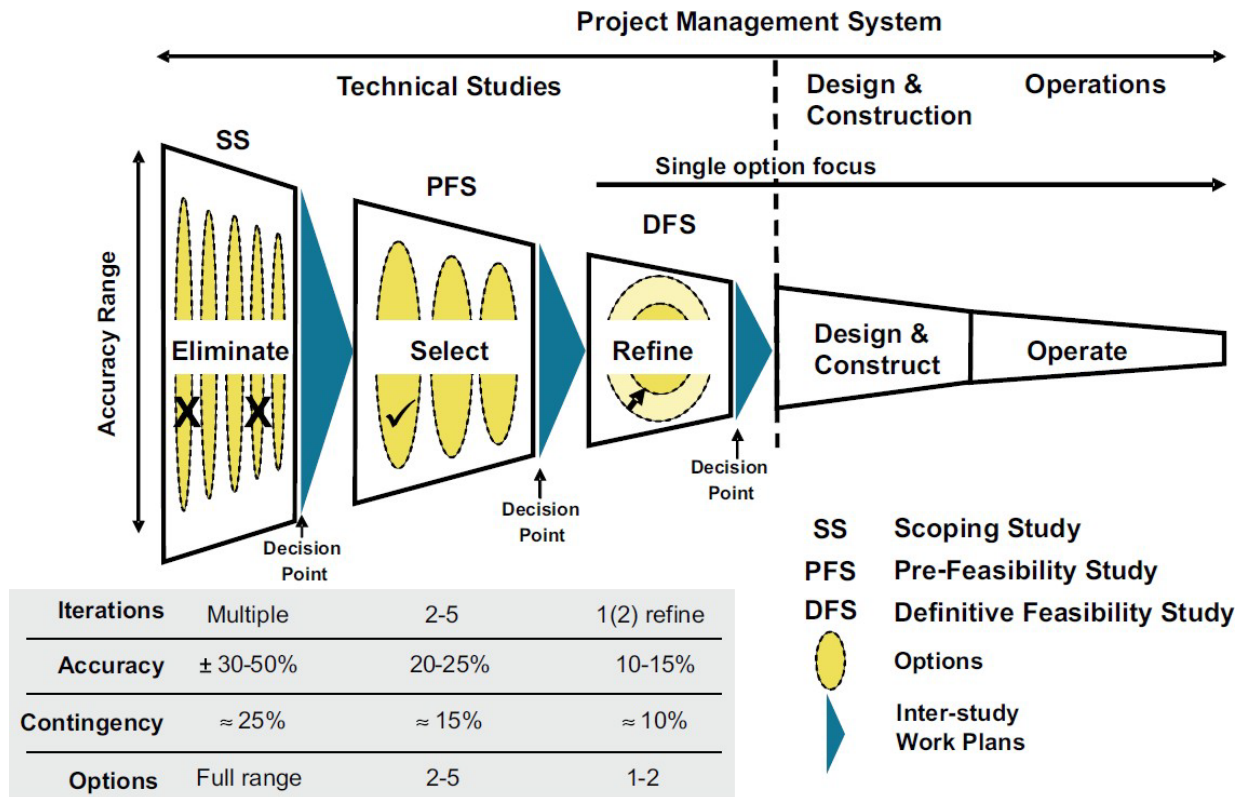 Project Management System
Technical Studies
Design &
Construction
Operations
SS
Single option focus
PFS
DFS
Accuracy Range
Eliminate
Select
Refine
Design &
Construct
Operate
X
X
✓
Decision
Point
Decision
Point
Decision
Point
SS Scoping Study
PFS Pre-Feasibility Study
DFS Definitive Feasibility Study
Options
Inter-study
Work Plans
Iterations Multiple 2-5 1(2) refine
Accuracy ± 30-50% 20-25% 10-15%
Contingency ≈ 25% ≈ 15% ≈ 10%
Options Full range 2-5 1-2